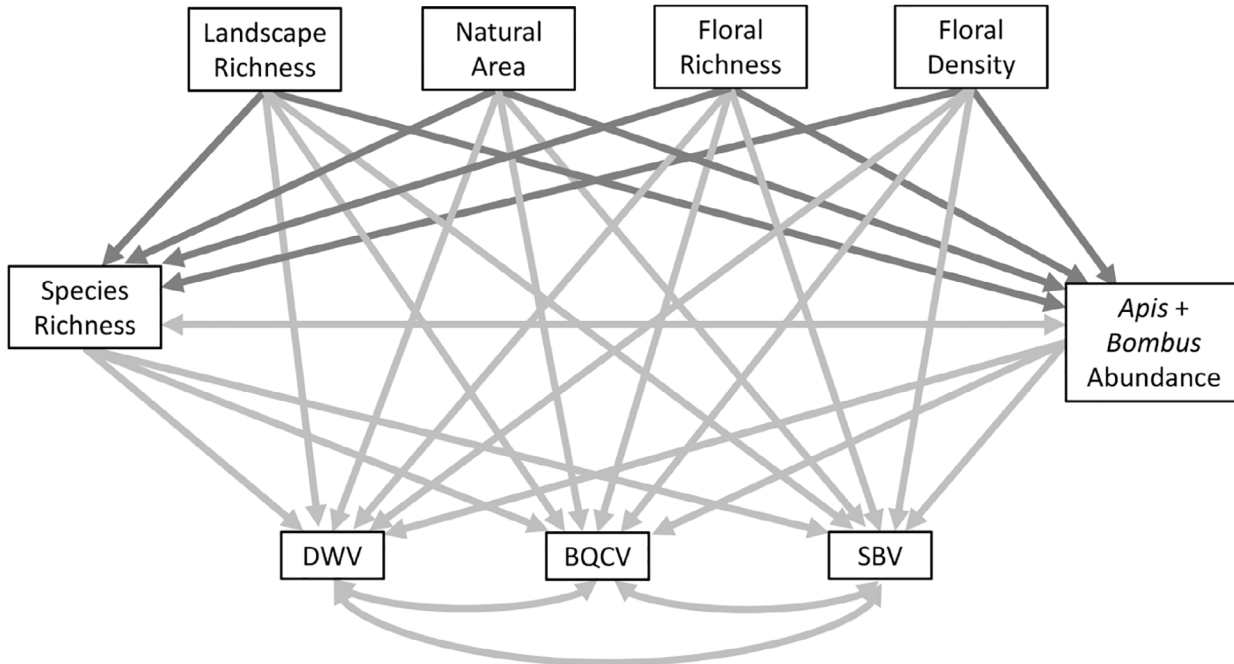 Landscape
Richness
Natural
Area
Floral
Richness
Floral
Density
Species
Richness
Apis +
Bombus
Abundance
DWV
BQCV
SBV